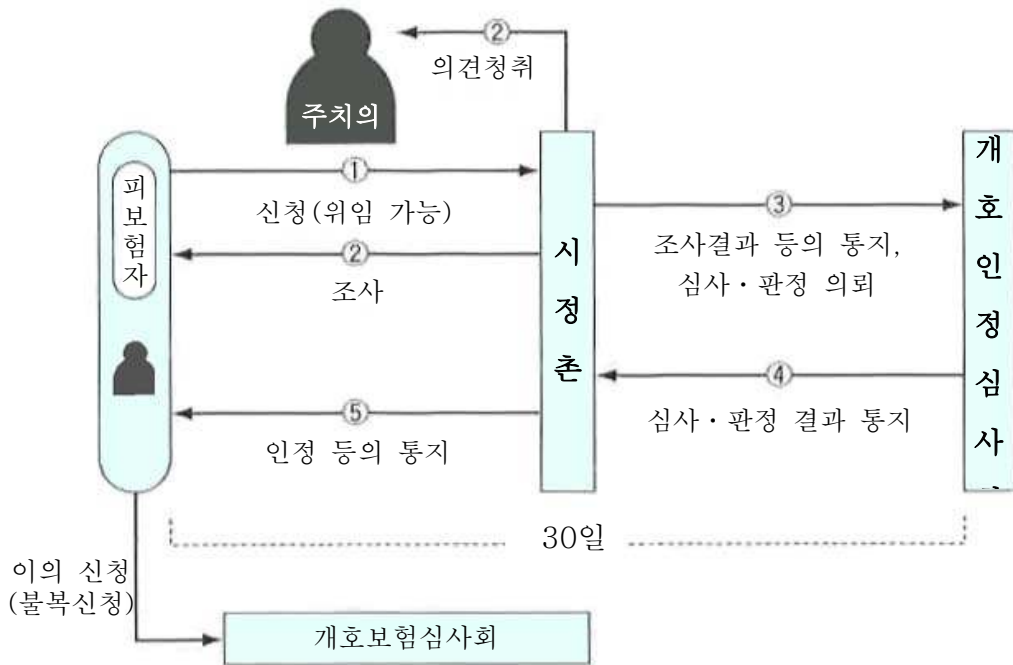 ②
의견청취
주치의
피보험자
①
신청(위임 가능)
②
조사
시정촌
③
조사결과 등의 통지,
심사·판정 의뢰
④
심사·판정 결과 통지
⑤
인정 등의 통지
개호인정심사
30일
이의 신청
(불복신청)
개호보험심사회